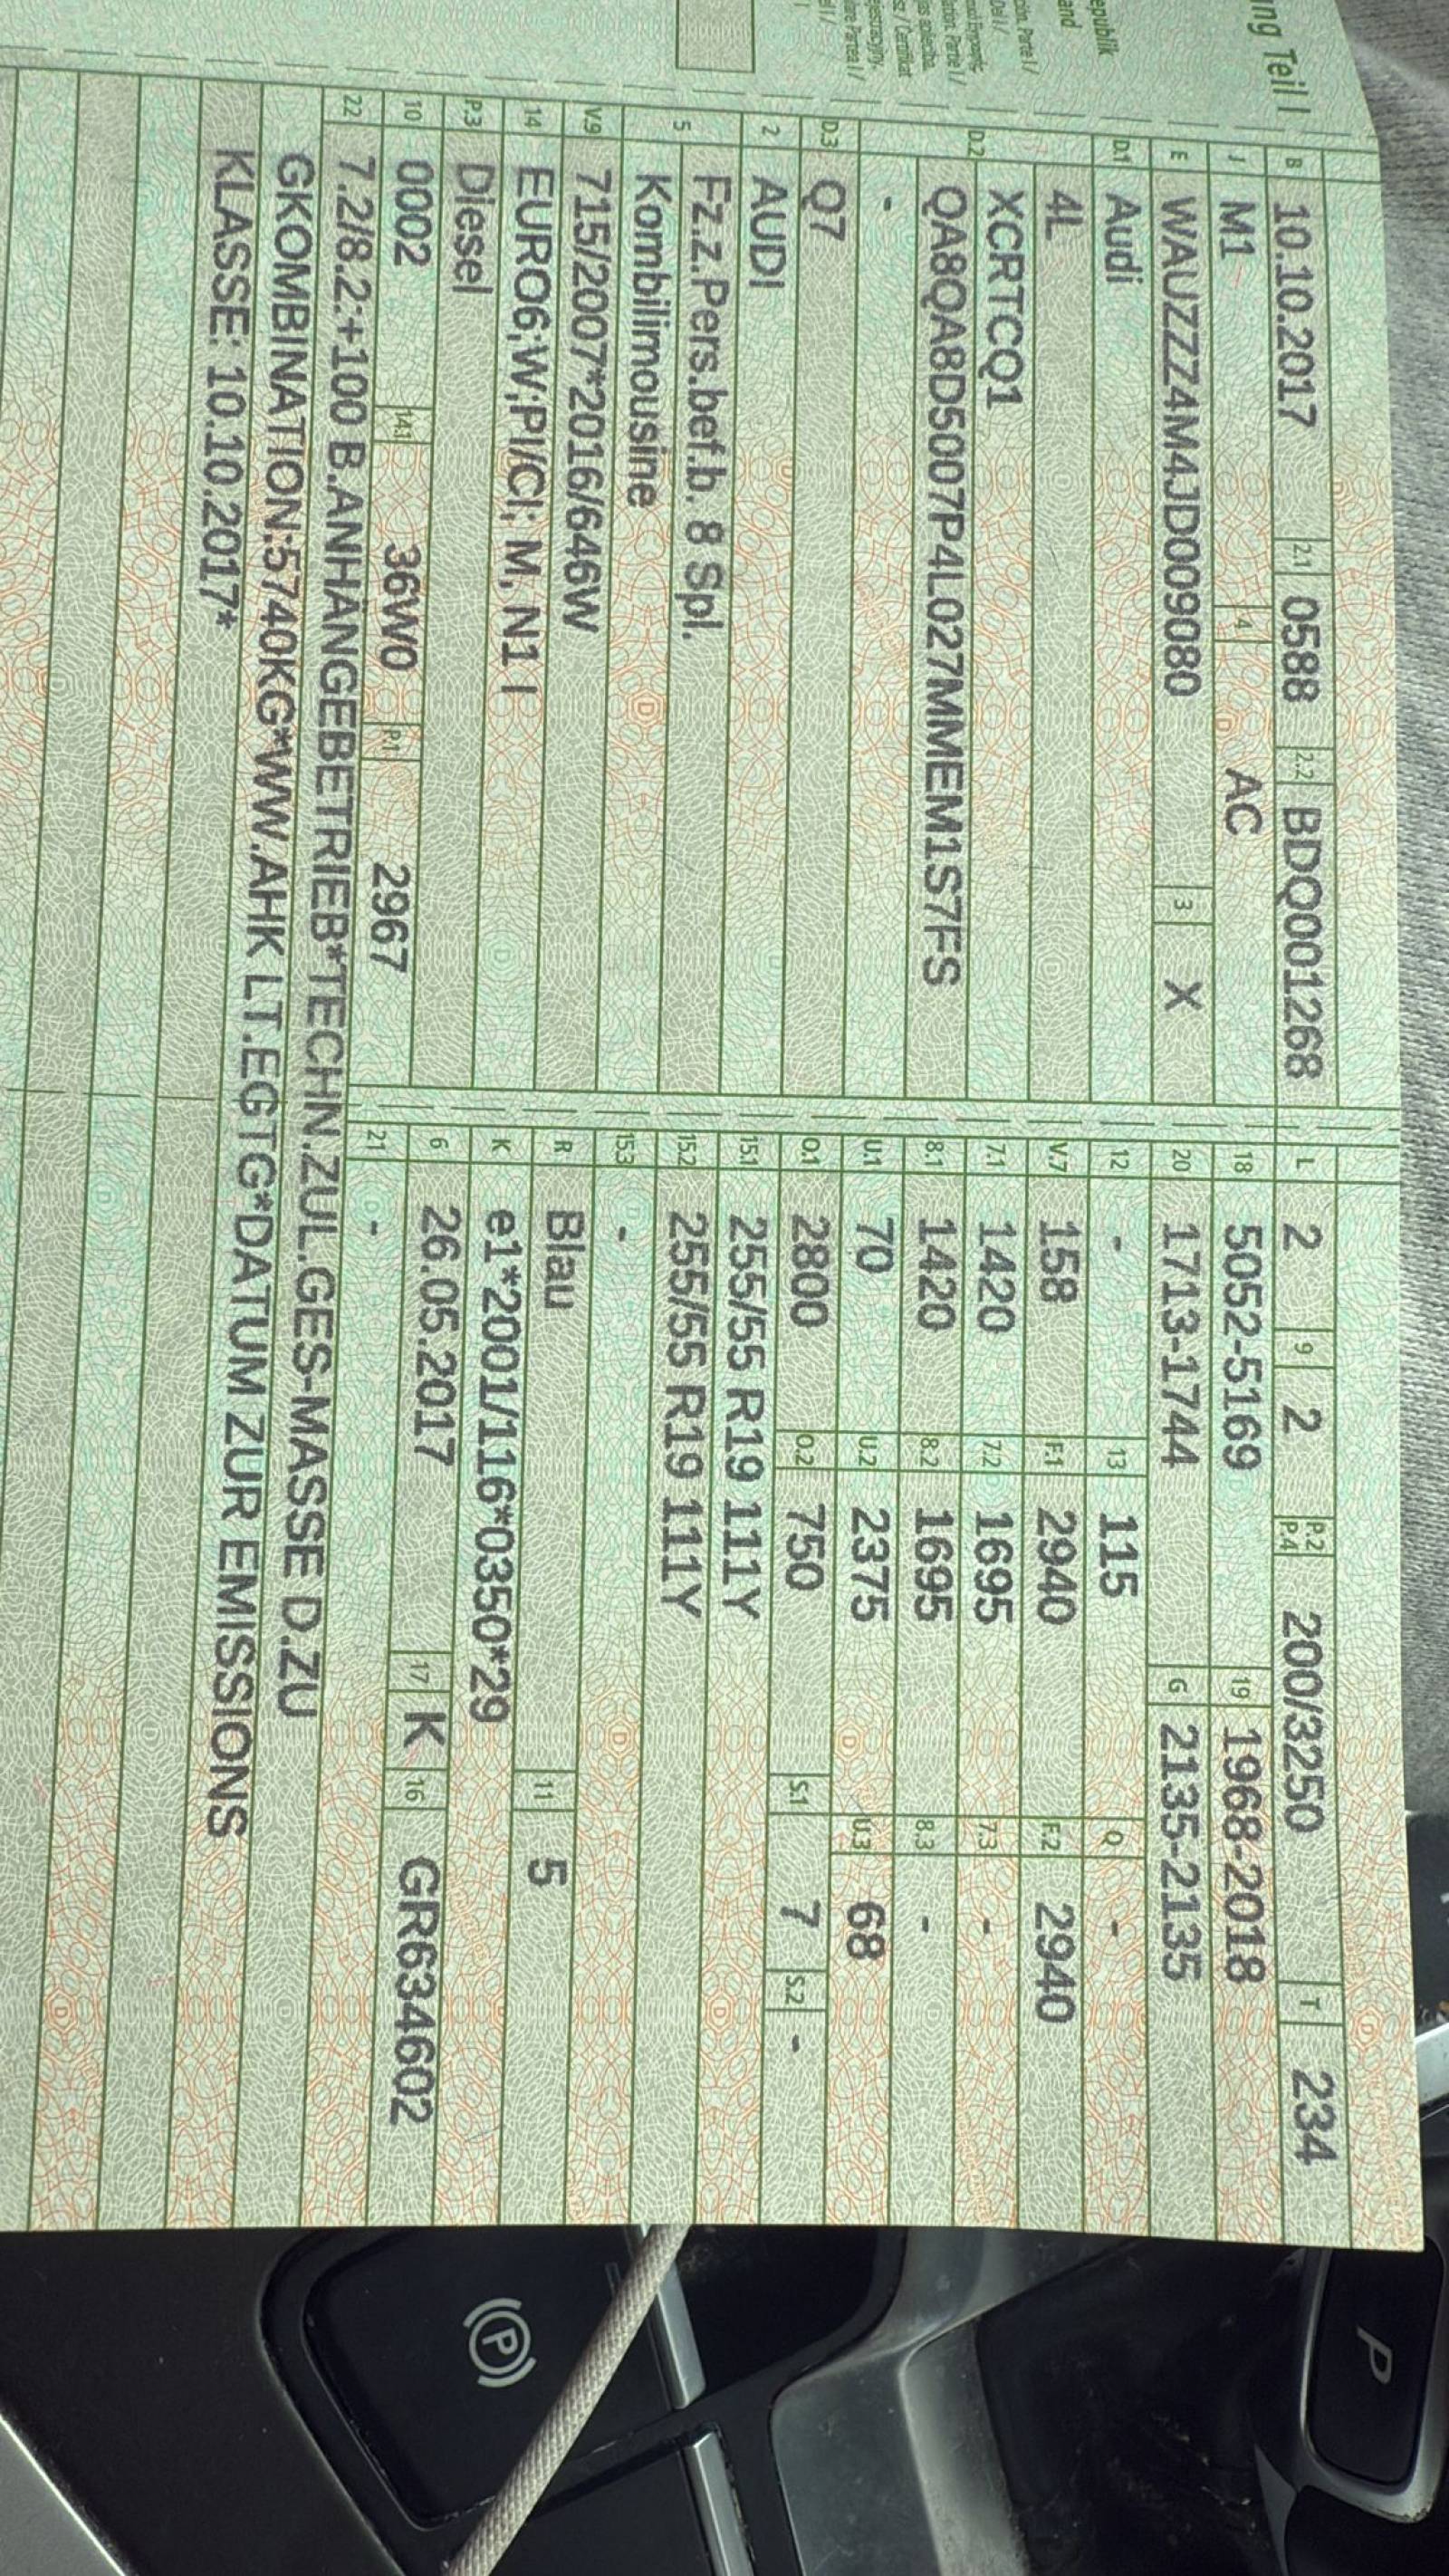 ng Teil I
epublik
and
B 10.10.2017 2.1 0588 2.2 BDQ001268
J M1 4 AC
E WAUZZZ4M4JD009080 3 X
D.1 Audi
4L
D.2 XCRTCQ1
QA8QQA8D5007P4L027MMEM1S7FS
-
D.3 Q7
2 AUDI
5 Fz.z.Pers.bef.b. 8 Spl.
Kombilimousine
V.9 715/2007*2016/646W
14 EURO6;W;PI/CI; M, N1 I
P.3 Diesel
10 0002 14.1 36W0 P.1 2967
L 2 9 2 P.2 P.4 200/3250 T 234
18 5052-5169 19 1968-2018
20 1713-1744 G 2135-2135
12 - 13 115 Q -
V.7 158 F.1 2940 F.2 2940
7.1 1420 7.2 1695 7.3 -
8.1 1420 8.2 1695 8.3 -
U.1 70 U.2 2375 U.3 68
O.1 2800 O.2 750 S.1 7 S.2 -
15.1 255/55 R19 111Y
15.2 255/55 R19 111Y
15.3 -
R Blau 11 5
K e1*2001/116*0350*29
6 26.05.2017 17 K 16 GR634602
21 -
22 7.2/8.2:+100 B.ANHÄNGEBETRIEB*TECHN.ZUL.GES-MASSE D.ZU
GKOMBINATION:5740KG*WW.AHK LT.EGTG*DATUM ZUR EMISSIONS
KLASSE: 10.10.2017*
P
(P)